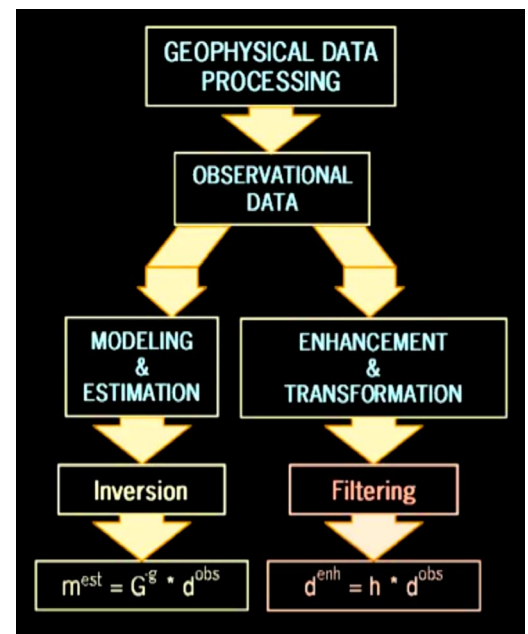 GEOPHYSICAL DATA
PROCESSING
OBSERVATIONAL
DATA
MODELING
&
ESTIMATION
ENHANCEMENT
&
TRANSFORMATION
Inversion
Filtering
m^est = G^-g * d^obs
d^enh = h * d^obs